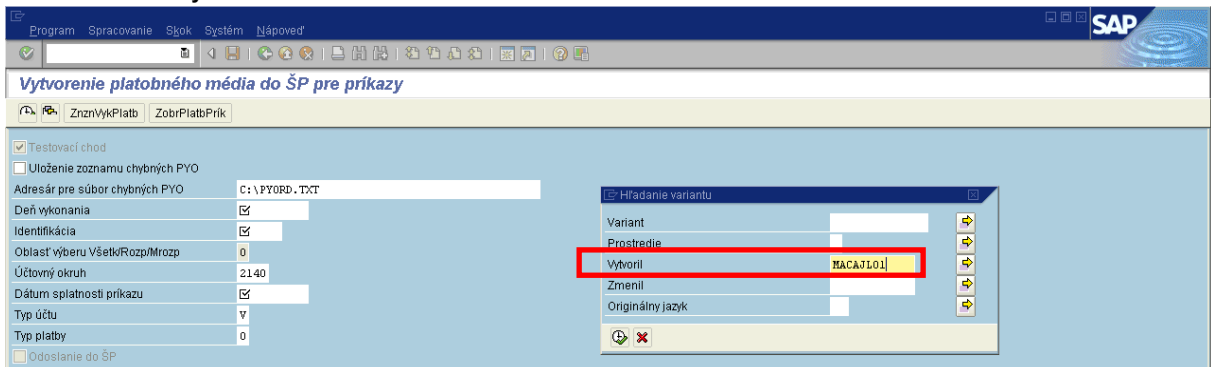 Program Spracovanie Skok Systém Nápoveď
SAP
Vytvorenie platobného média do ŠP pre príkazy
ZnznVykPlatb ZobrPlatbPrík
Testovací chod
Uloženie zoznamu chybných PYO
Adresár pre súbor chybných PYO C:\PYORD.TXT
Deň vykonania
Identifikácia
Oblasť výberu Všetk/Rozp/Mrozp 0
Účtovný okruh 2140
Dátum splatnosti príkazu
Typ účtu V
Typ platby 0
Odoslanie do ŠP
Hľadanie variantu
Variant
Prostredie
Vytvoril MACAJL01
Zmenil
Originálny jazyk